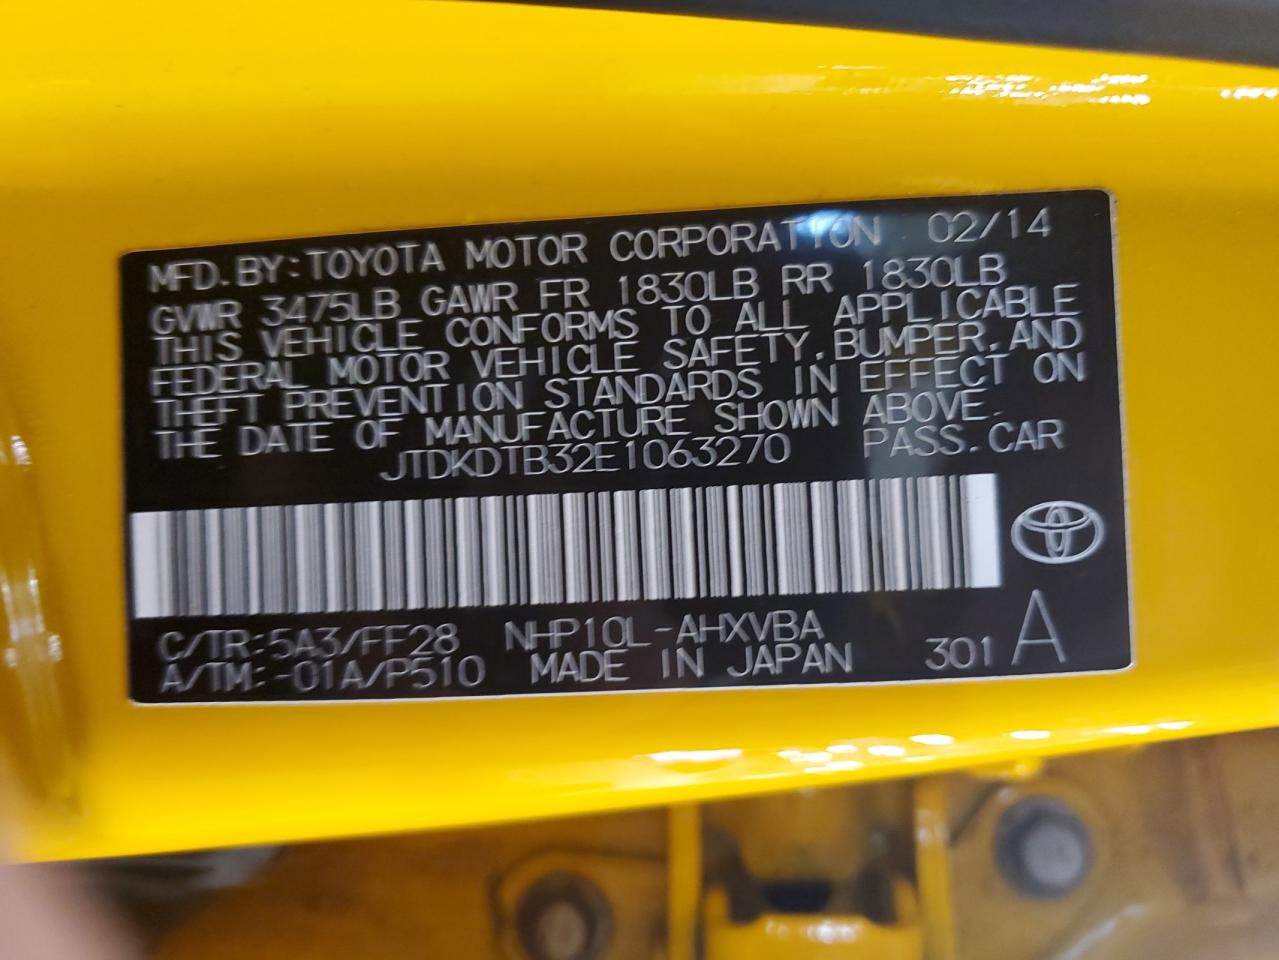 MFD.BY:TOYOTA MOTOR CORPORATION 02/14
GVWR 3475LB GAWR FR 1830LB RR 1830LB
THIS VEHICLE CONFORMS TO ALL APPLICABLE
FEDERAL MOTOR VEHICLE SAFETY,BUMPER,AND
THEFT PREVENTION STANDARDS IN EFFECT ON
THE DATE OF MANUFACTURE SHOWN ABOVE.
JTDKDTB32E1063270 PASS.CAR
C/TR:5A3/FF28 NHP10L-AHXVBA
A/TM:-01A/P510 MADE IN JAPAN 301 A